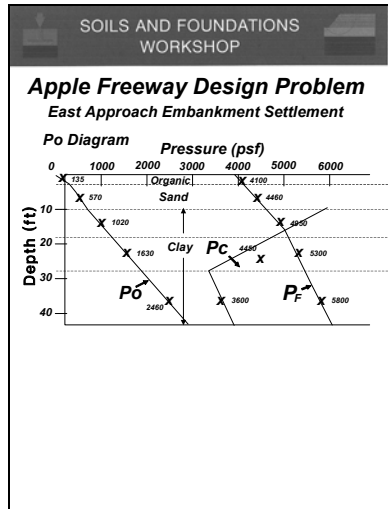 SOILS AND FOUNDATIONS
WORKSHOP
Apple Freeway Design Problem
East Approach Embankment Settlement
Po Diagram
Pressure (psf)
0 1000 2000 3000 4000 5000 6000
x 135 Organic x 4100
x 570 Sand x 4460
10
x 1020 x 4950
20 Clay Pc 4450
x 1630 x x 5300
30
Po PF
2460 x x 3600 x 5800
40
Depth (ft)